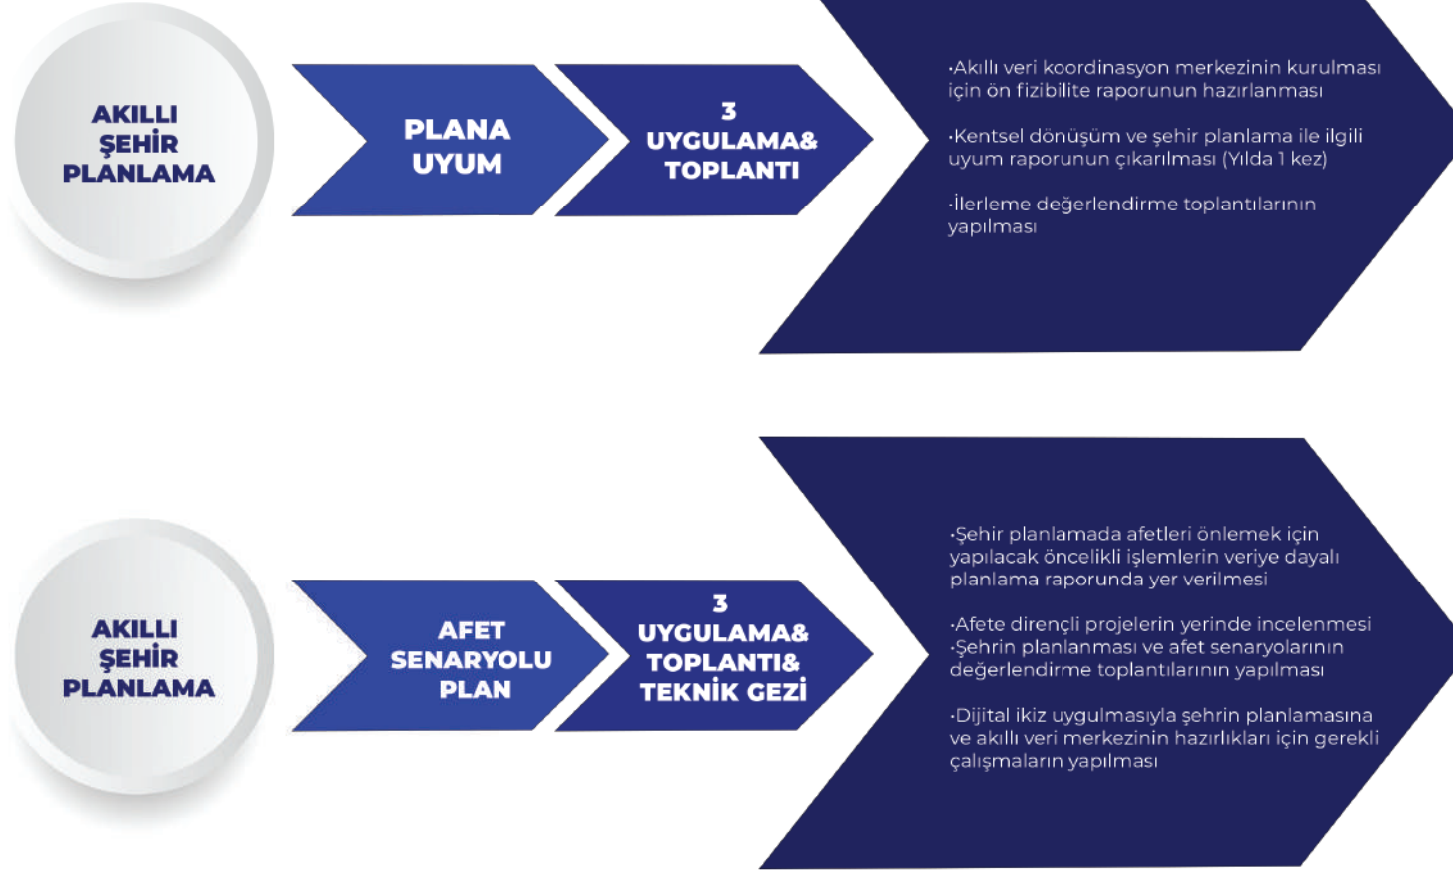 AKILLI
ŞEHİR
PLANLAMA
PLANA
UYUM
3
UYGULAMA&
TOPLANTI
•Akıllı veri koordinasyon merkezinin kurulması
için ön fizibilite raporunun hazırlanması
•Kentsel dönüşüm ve şehir planlama ile ilgili
uyum raporunun çıkarılması (Yılda 1 kez)
•İlerleme değerlendirme toplantılarının
yapılması
AKILLI
ŞEHİR
PLANLAMA
AFET
SENARYOLU
PLAN
3
UYGULAMA&
TOPLANTI&
TEKNİK GEZİ
•Şehir planlamada afetleri önlemek için
yapılacak öncelikli işlemlerin veriye dayalı
planlama raporunda yer verilmesi
•Afete dirençli projelerin yerinde incelenmesi
•Şehrin planlanması ve afet senaryolarının
değerlendirme toplantılarının yapılması
•Dijital ikiz uygulmasıyla şehrin planlamasına
ve akıllı veri merkezinin hazırlıkları için gerekli
çalışmaların yapılması